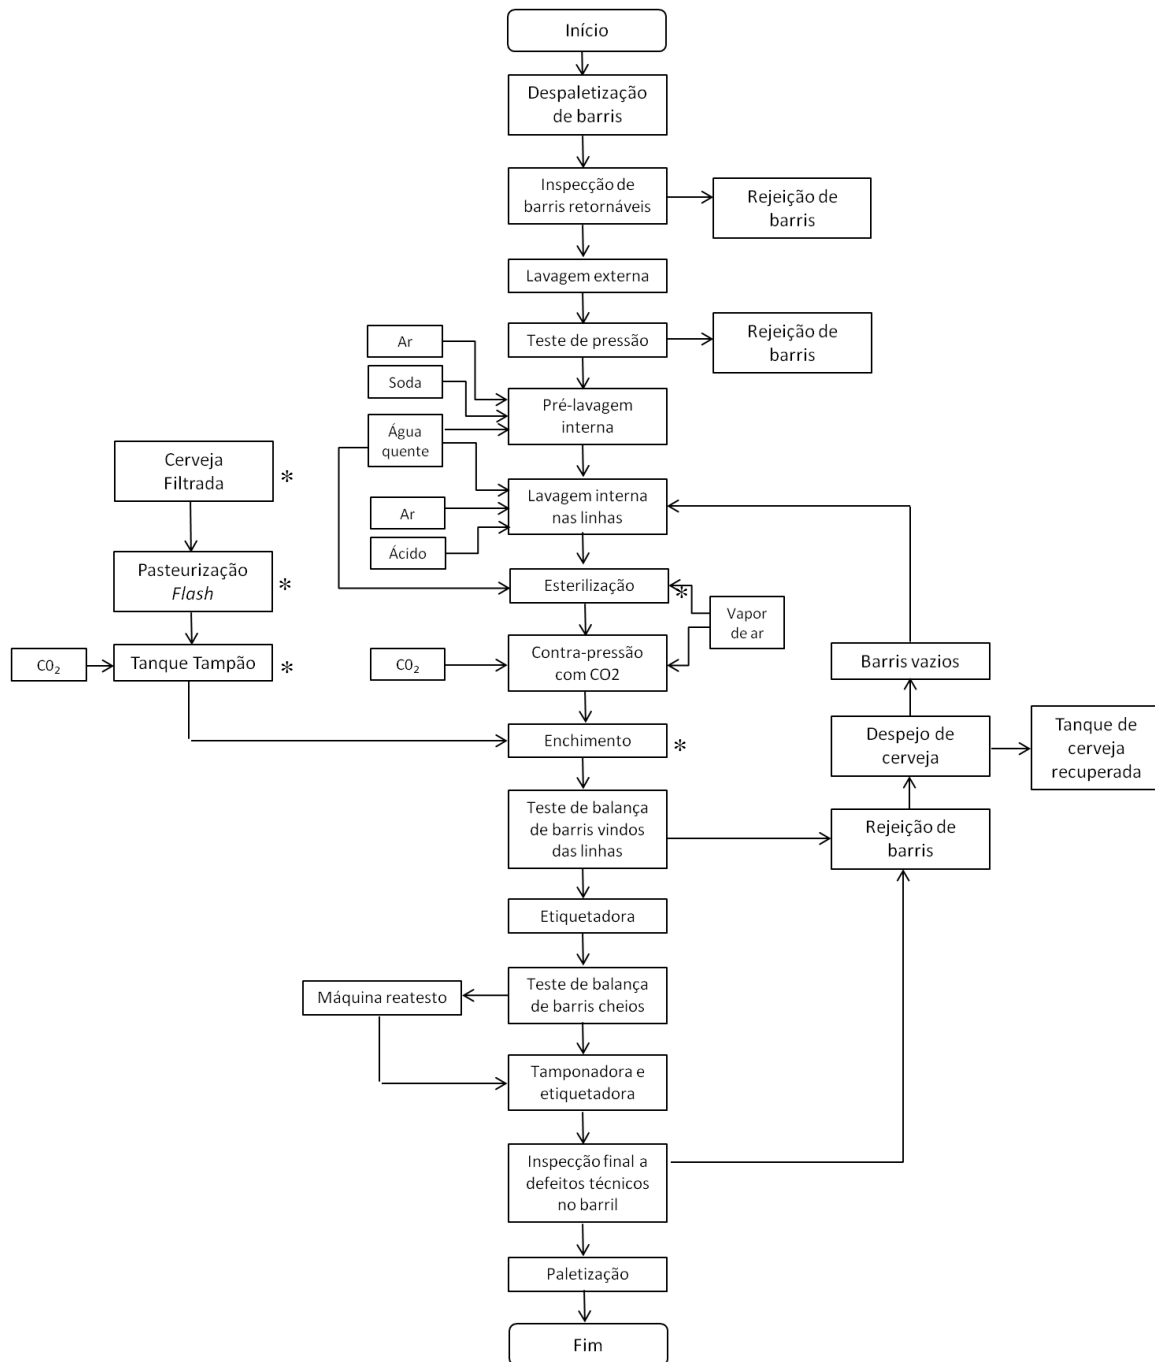 Início
Despaletização
de barris
Inspecção de
barris retornáveis
Rejeição de
barris
Lavagem externa
Teste de pressão
Rejeição de
barris
Ar
Soda
Pré-lavagem
interna
Água
quente
Cerveja
Filtrada
*
Lavagem interna
nas linhas
Ar
Ácido
Pasteurização
Flash
*
Esterilização
*
Vapor
de ar
C0₂
Tanque Tampão
*
C0₂
Contra-pressão
com CO2
Barris vazios
Enchimento
*
Despejo de
cerveja
Tanque de
cerveja
recuperada
Teste de balança
de barris vindos
das linhas
Rejeição de
barris
Etiquetadora
Máquina reatesto
Teste de balança
de barris cheios
Tamponadora e
etiquetadora
Inspecção final a
defeitos técnicos
no barril
Paletização
Fim